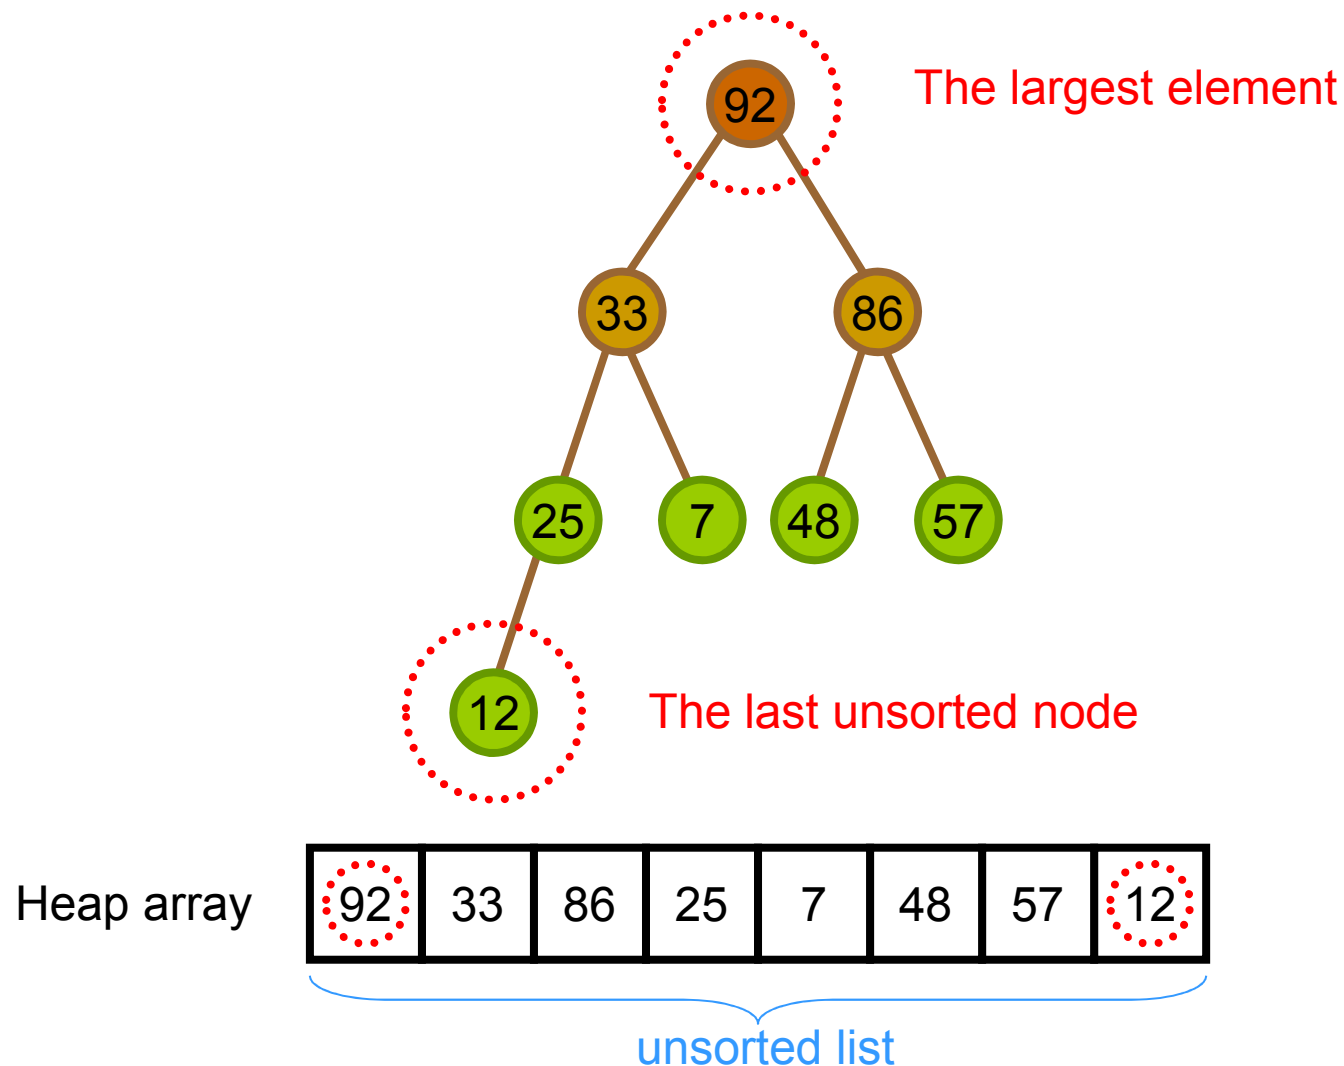 92
The largest element
33 86
25 7 48 57
12
The last unsorted node
Heap array 92 33 86 25 7 48 57 12
unsorted list